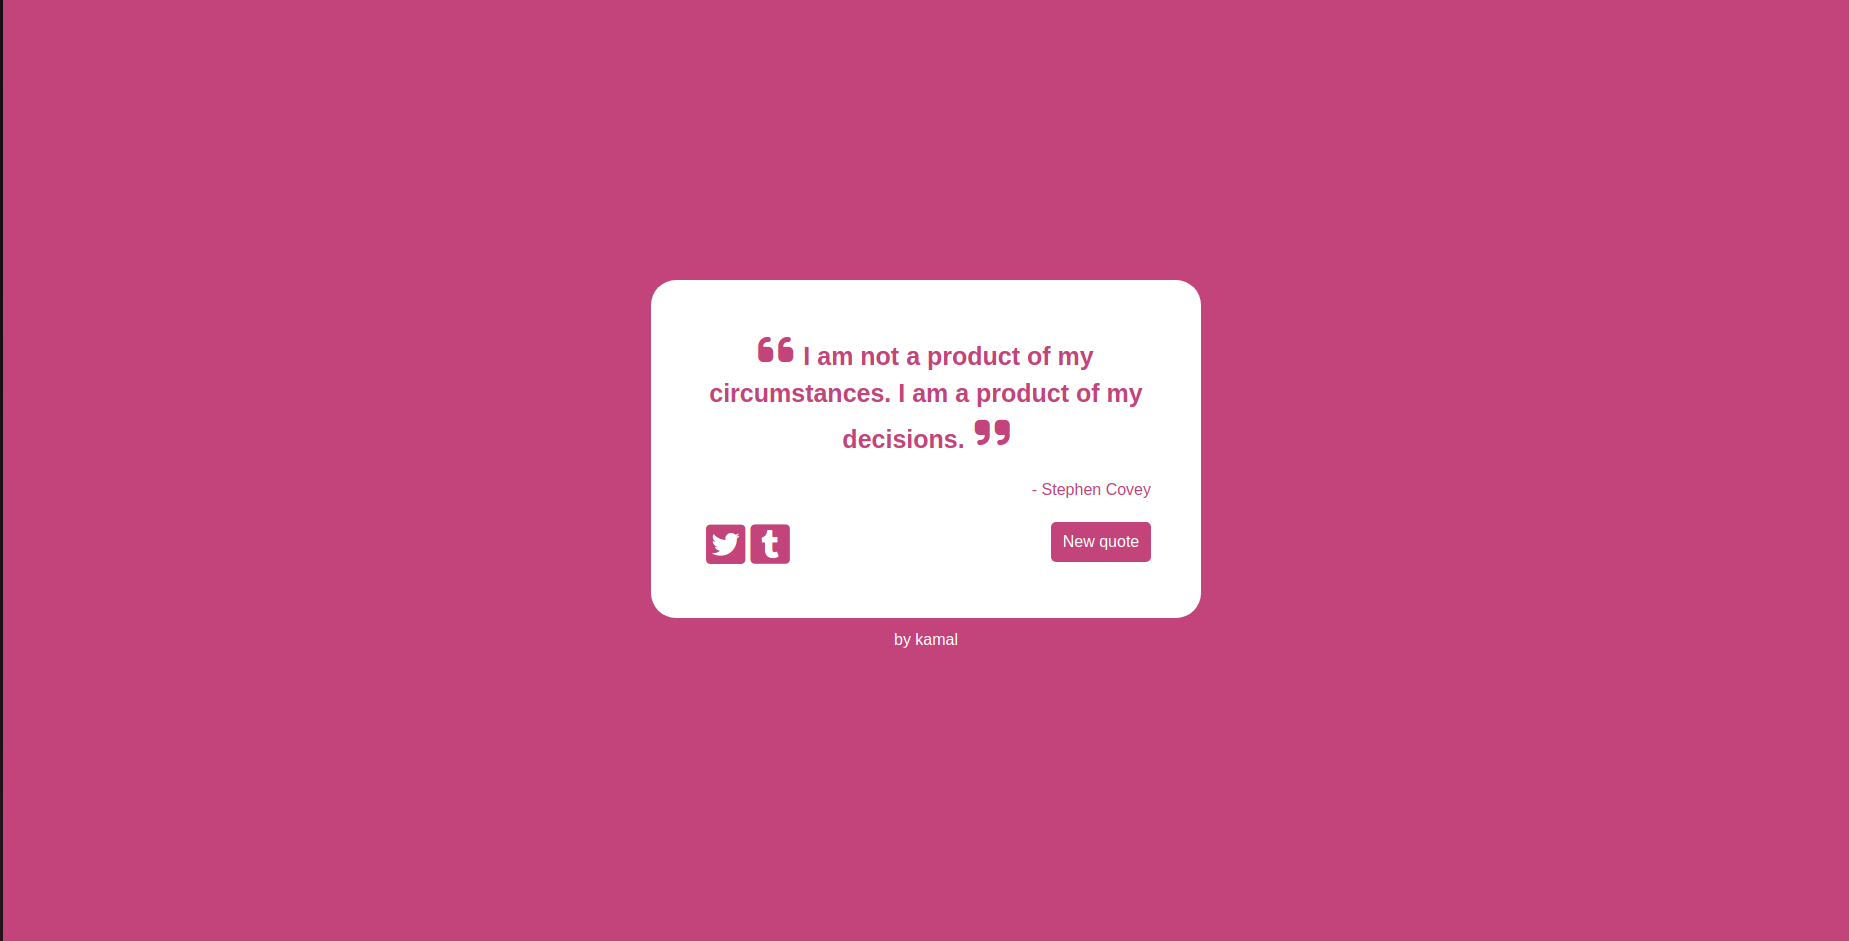 ❝ I am not a product of my
circumstances. I am a product of my
decisions. ❞
- Stephen Covey
t
New quote
by kamal